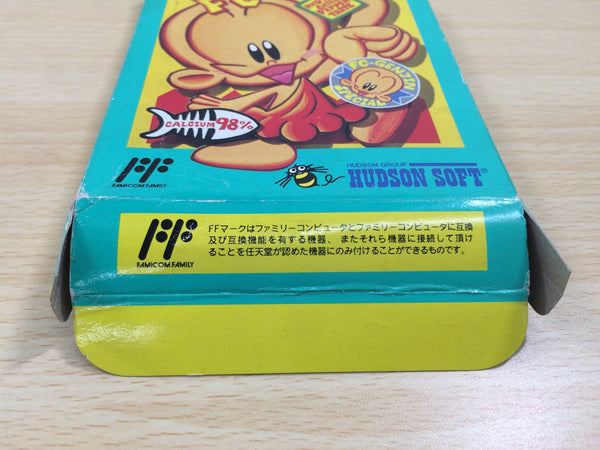 FC-GENJIN
SPECIAL
CALCIUM 98%
FF
FAMICOM FAMILY
HUDSON GROUP
HUDSON SOFT®
FF
FAMICOM FAMILY
FFマークはファミリーコンピュータとファミリーコンピュータに互換
及び互換機能を有する機器、またそれら機器に接続して頂け
ることを任天堂が認めた機器にのみ付けることができるものです。